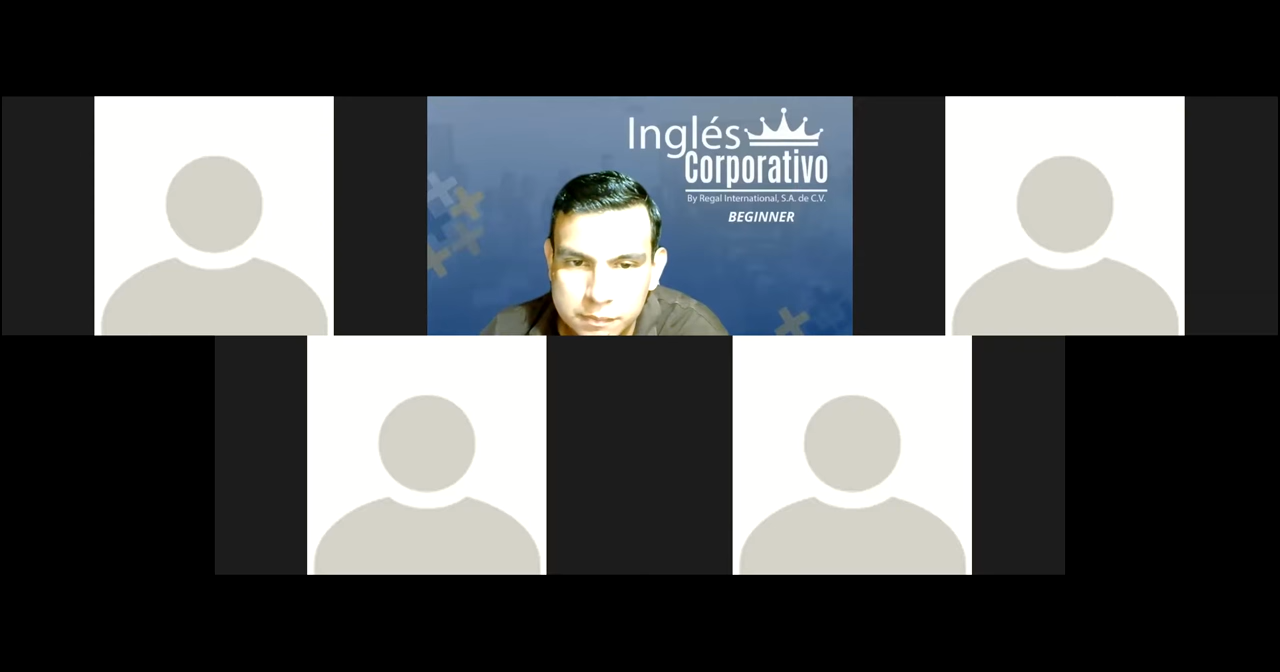 Inglés
Corporativo
By Regal International, S.A. de C.V.
BEGINNER